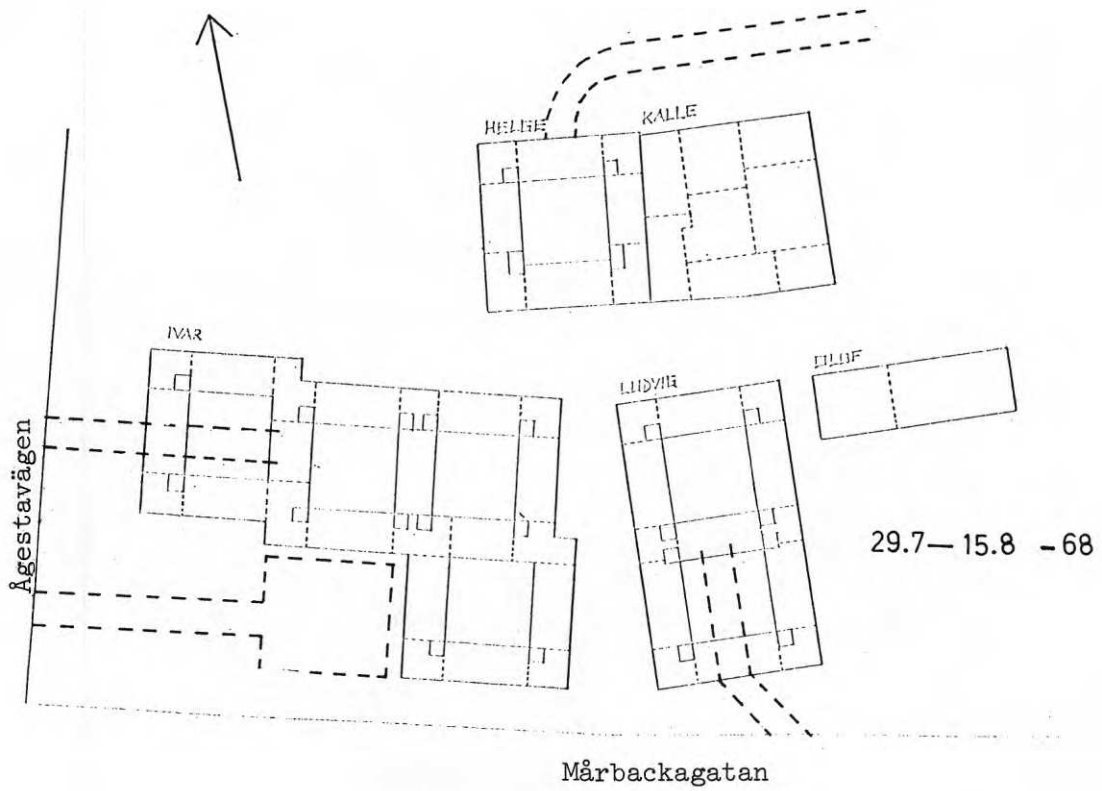 HELGE
KALLE
IVAR
LUDVIG
Ågestavägen
29.7—15.8 -68
Mårbackagatan